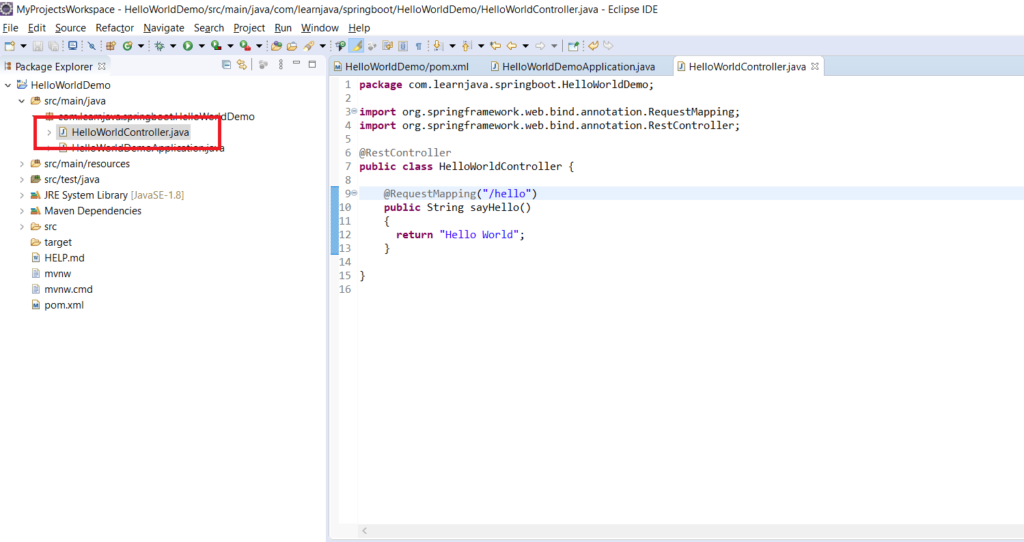 MyProjectsWorkspace - HelloWorldDemo/src/main/java/com/learnjava/springboot/HelloWorldDemo/HelloWorldController.java - Eclipse IDE
File Edit Source Refactor Navigate Search Project Run Window Help
Package Explorer
HelloWorldDemo
src/main/java
com.learnjava.springboot.HelloWorldDemo
HelloWorldController.java
HelloWorldDemoApplication.java
src/main/resources
src/test/java
JRE System Library [JavaSE-1.8]
Maven Dependencies
src
target
HELP.md
mvnw
mvnw.cmd
pom.xml
HelloWorldDemo/pom.xml HelloWorldDemoApplication.java HelloWorldController.java
1 package com.learnjava.springboot.HelloWorldDemo;
2
3 import org.springframework.web.bind.annotation.RequestMapping;
4 import org.springframework.web.bind.annotation.RestController;
5
6 @RestController
7 public class HelloWorldController {
8
9 @RequestMapping("/hello")
10 public String sayHello()
11 {
12 return "Hello World";
13 }
14
15 }
16